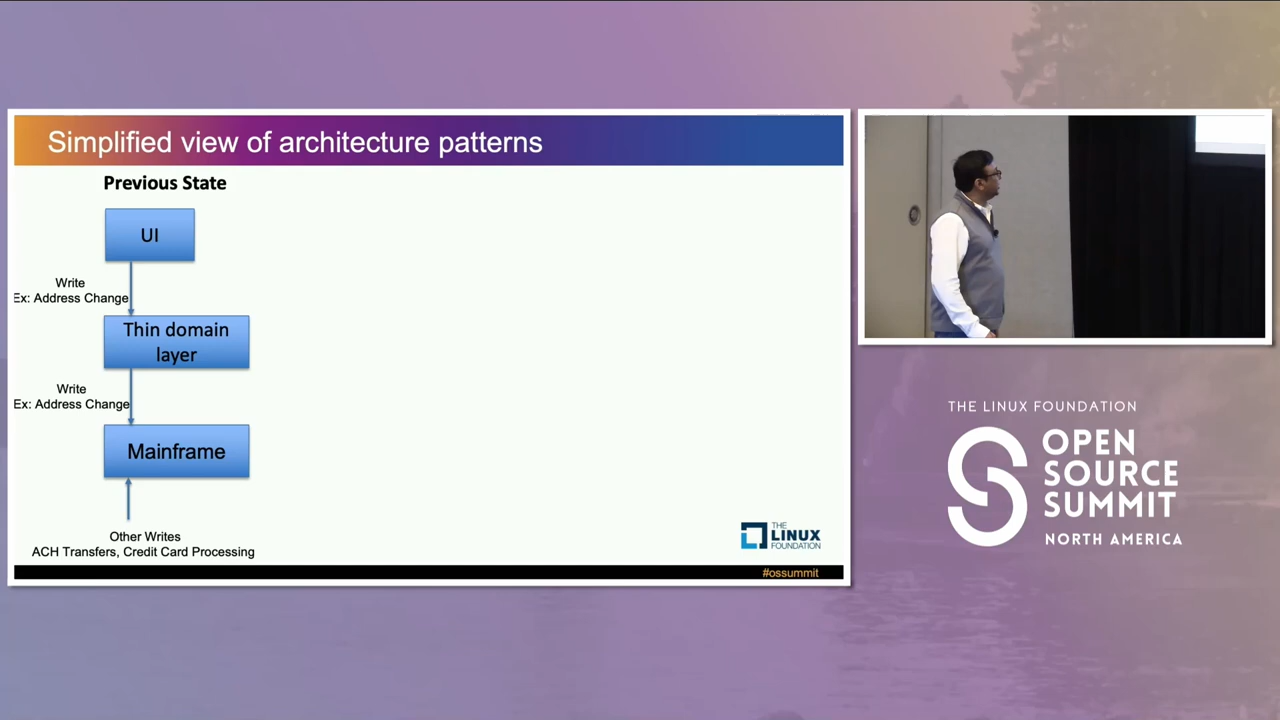 Simplified view of architecture patterns
Previous State
UI
Write
Ex: Address Change
Thin domain
layer
Write
Ex: Address Change
Mainframe
Other Writes
ACH Transfers, Credit Card Processing
THE
LINUX
FOUNDATION
#ossummit
THE LINUX FOUNDATION
OPEN
SOURCE
SUMMIT
NORTH AMERICA